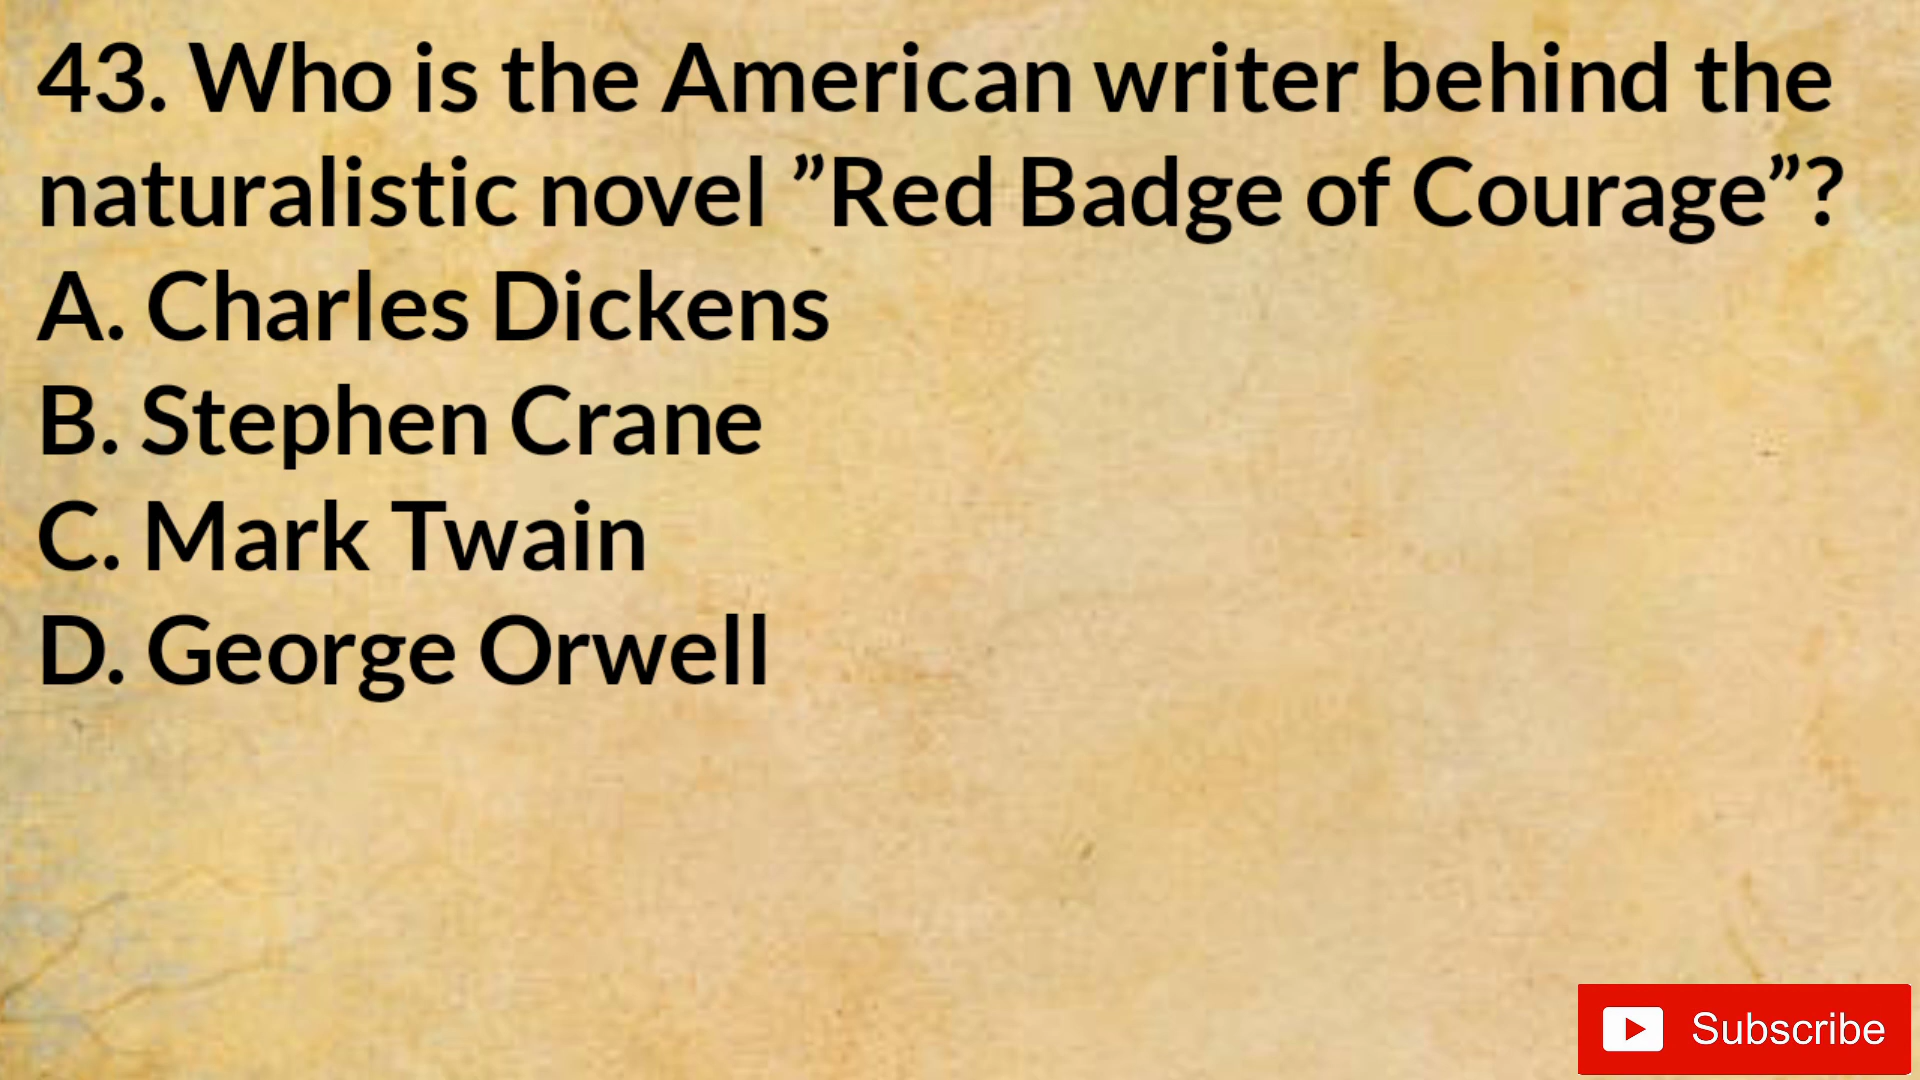 43. Who is the American writer behind the
naturalistic novel ”Red Badge of Courage”?
A. Charles Dickens
B. Stephen Crane
C. Mark Twain
D. George Orwell
Subscribe